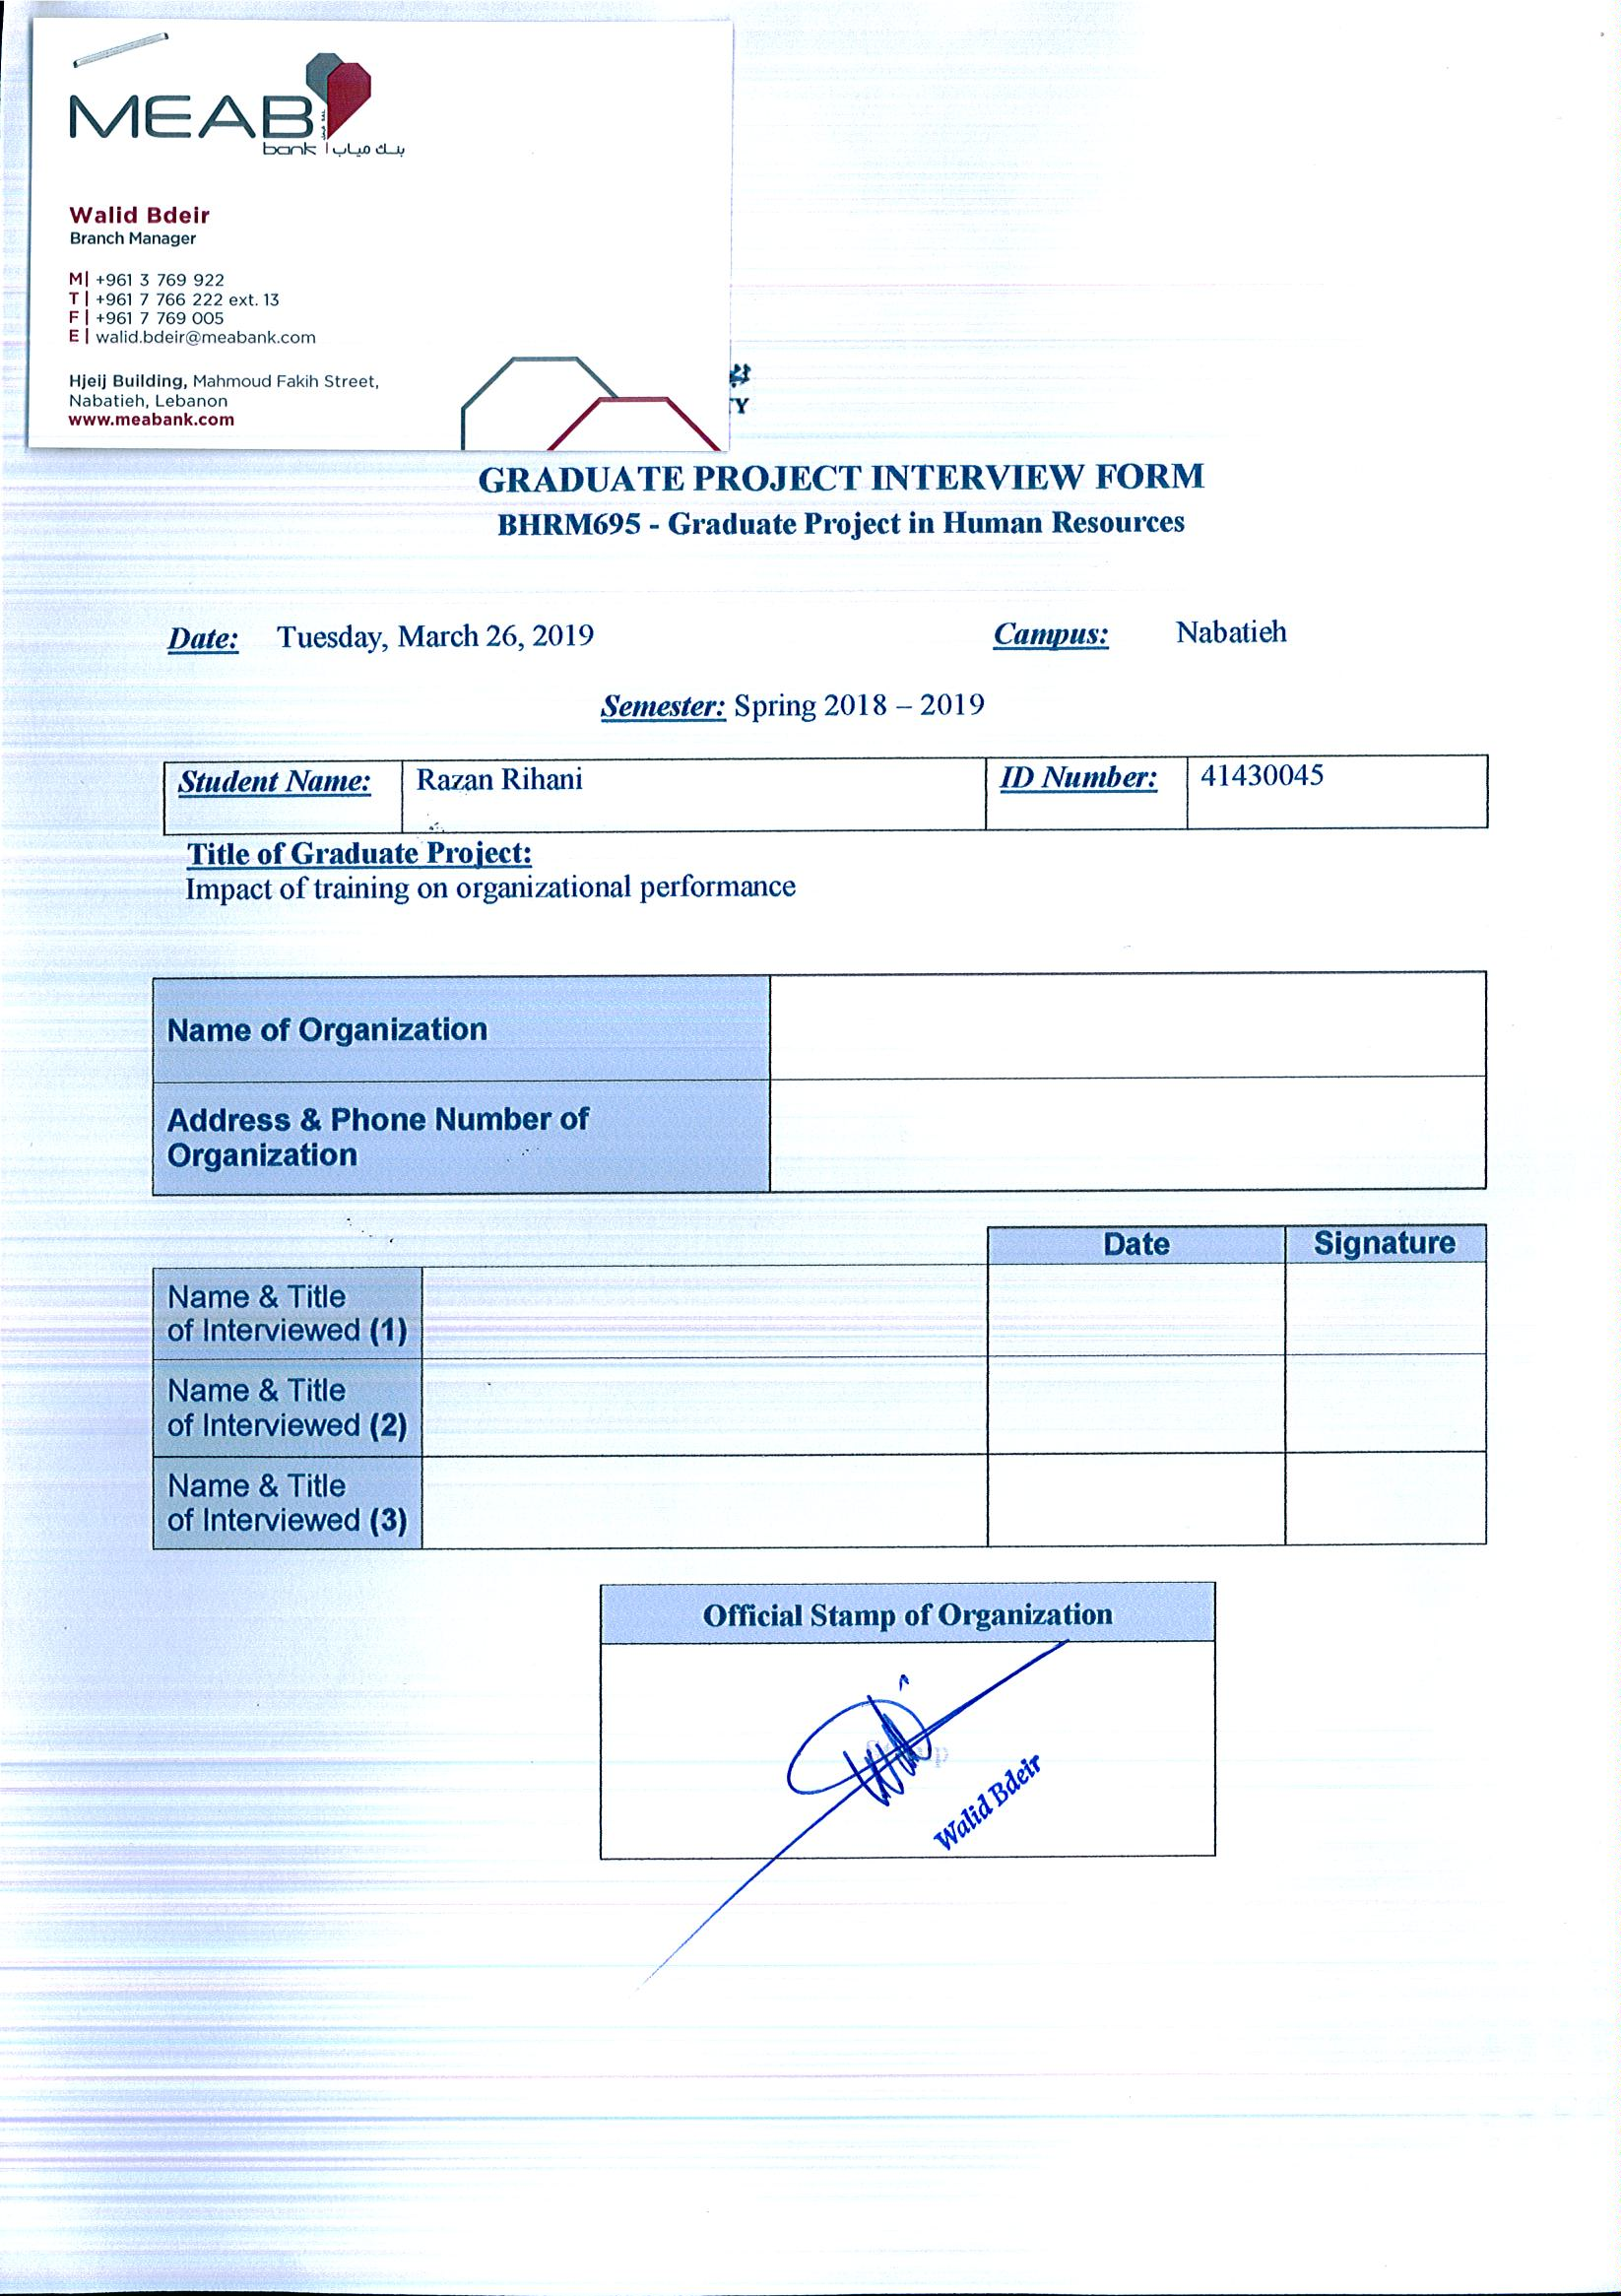 MEAB
bank | بنك مياب
Walid Bdeir
Branch Manager
M| +961 3 769 922
T| +961 7 766 222 ext. 13
F| +961 7 769 005
E| walid.bdeir@meabank.com
Hjeij Building, Mahmoud Fakih Street,
Nabatieh, Lebanon
www.meabank.com
TY
GRADUATE PROJECT INTERVIEW FORM
BHRM695 - Graduate Project in Human Resources
Date: Tuesday, March 26, 2019 Campus: Nabatieh
Semester: Spring 2018 – 2019
Student Name: Razan Rihani ID Number: 41430045
Title of Graduate Project:
Impact of training on organizational performance
Name of Organization
Address & Phone Number of
Organization
Date Signature
Name & Title
of Interviewed (1)
Name & Title
of Interviewed (2)
Name & Title
of Interviewed (3)
Official Stamp of Organization
Walid Bdeir